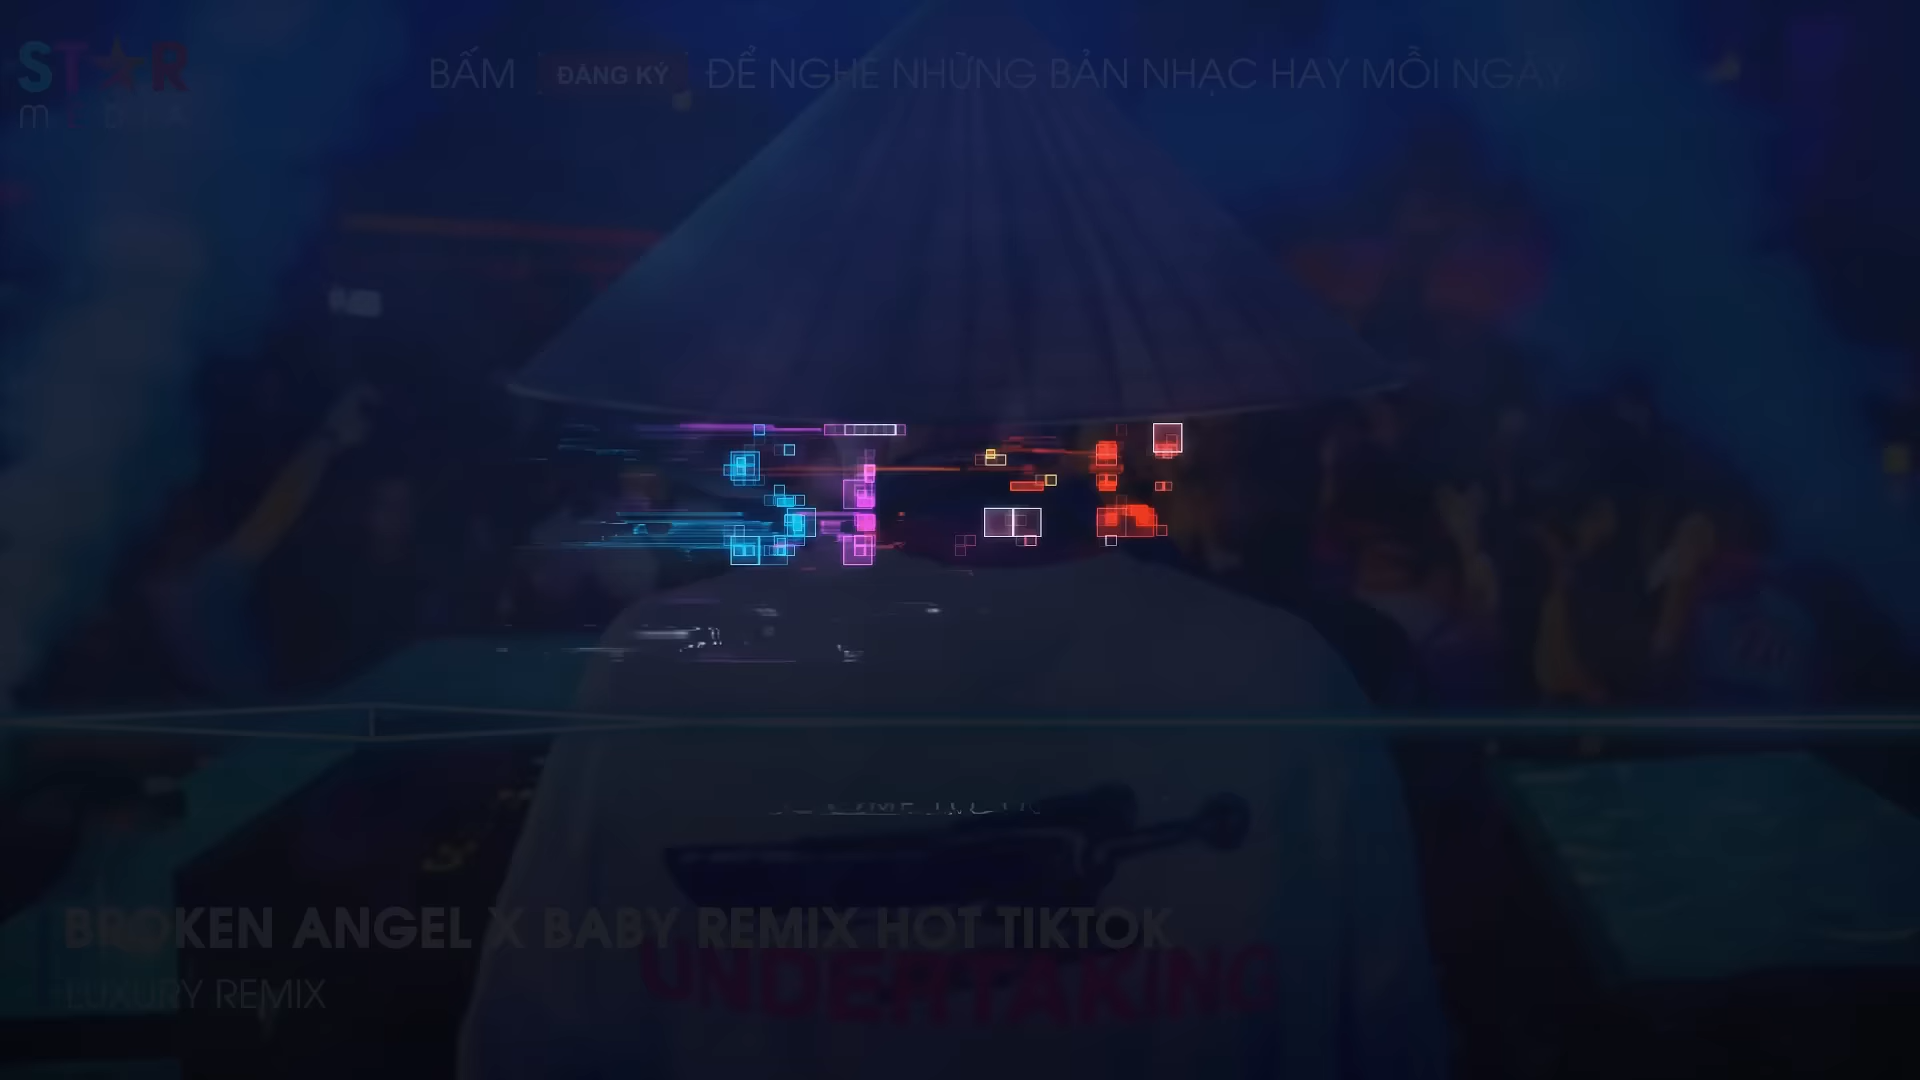 STAR
BẤM ĐĂNG KÝ ĐỂ NGHE NHỮNG BẢN NHẠC HAY MỖI NGÀY
BROKEN ANGEL X BABY REMIX HOT TIKTOK
LUXURY REMIX
UNDERTAKING